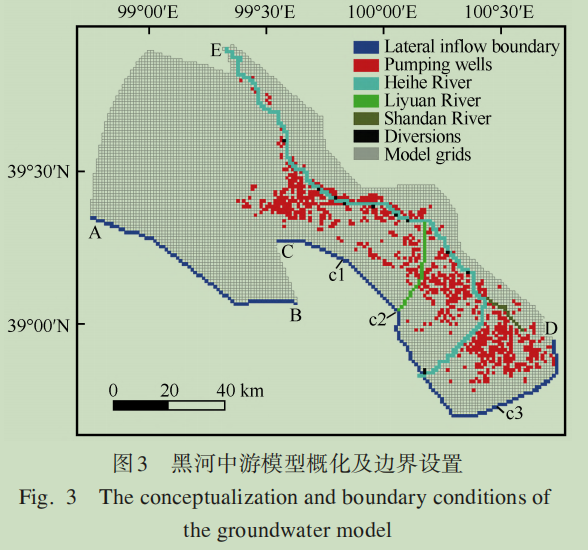 99°00′E 99°30′E 100°00′E 100°30′E
E
Lateral inflow boundary
Pumping wells
Heihe River
Liyuan River
Shandan River
Diversions
Model grids
39°30′N
A
C
c1
B
c2
39°00′N
D
0 20 40 km
c3
图3 黑河中游模型概化及边界设置
Fig. 3 The conceptualization and boundary conditions of
the groundwater model